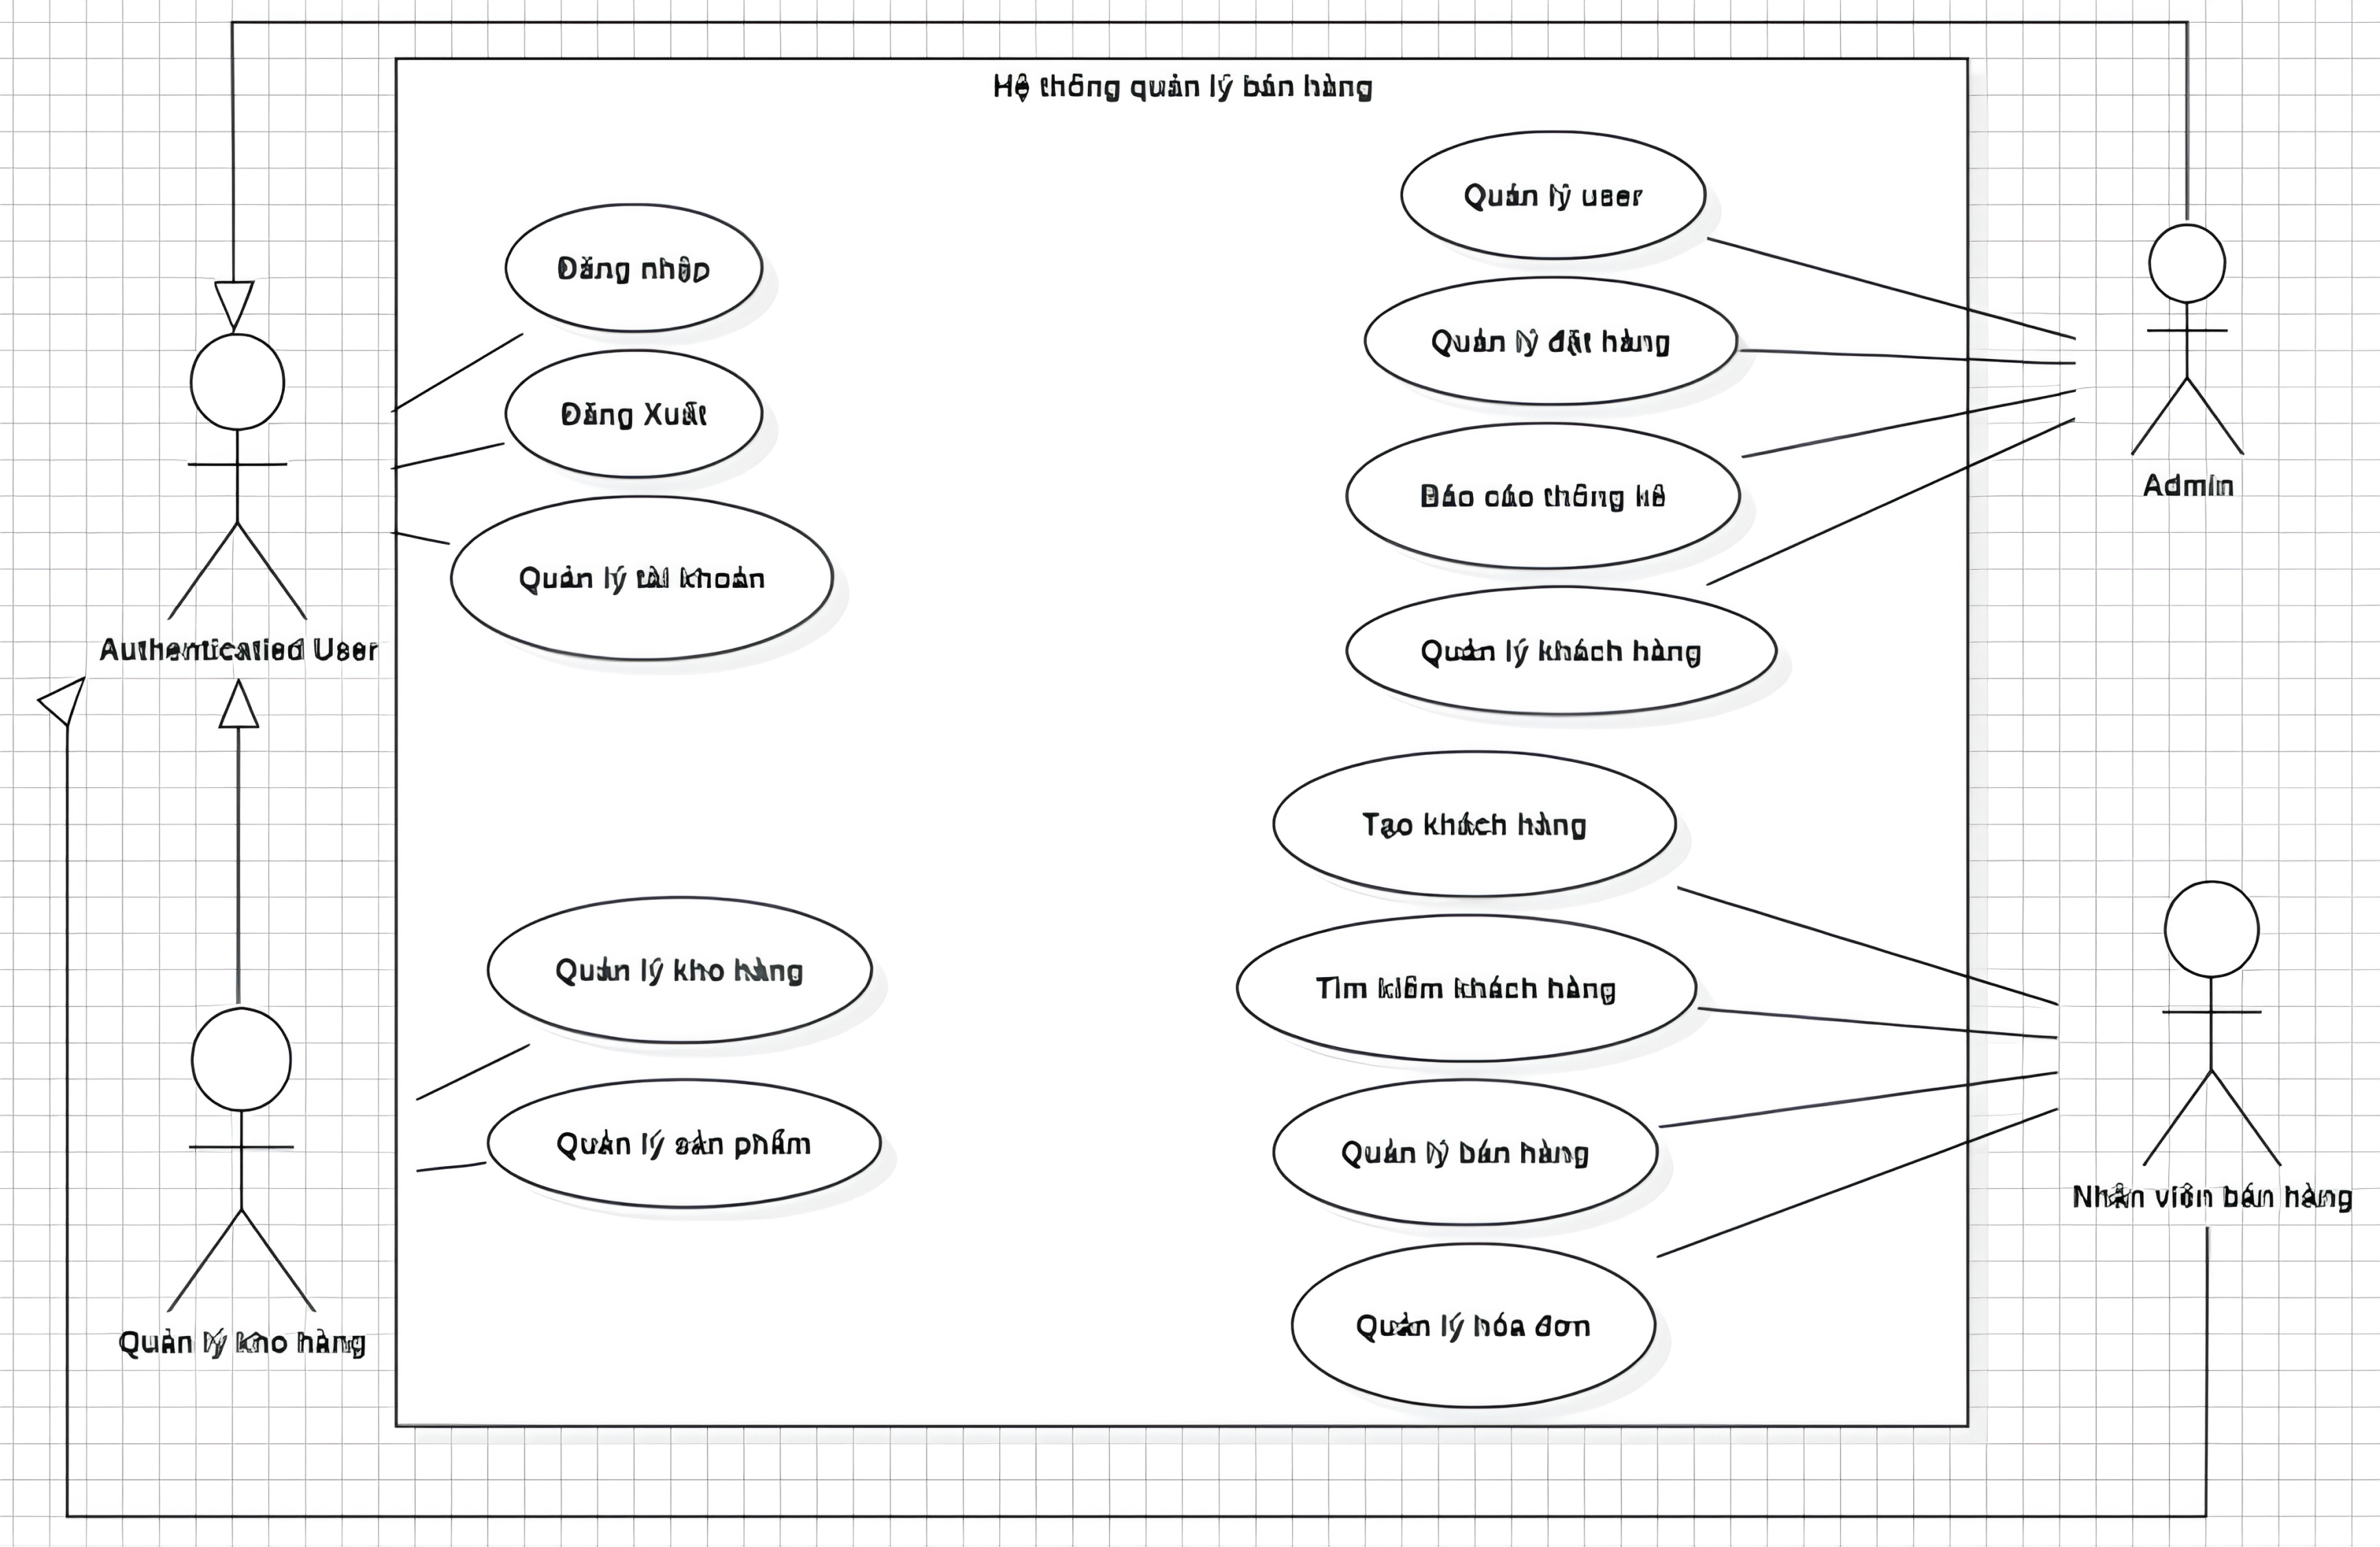 Hệ thống quản lý bán hàng
Quản lý user
Đăng nhập
Quản lý đặt hàng
Đăng Xuất
Báo cáo thống kê
Admin
Quản lý tài khoản
Authenticatied User
Quản lý khách hàng
Tạo khách hàng
Quản lý kho hàng
Tìm kiếm khách hàng
Quản lý sản phẩm
Quản lý bán hàng
Nhân viên bán hàng
Quản lý kho hàng
Quản lý hóa đơn